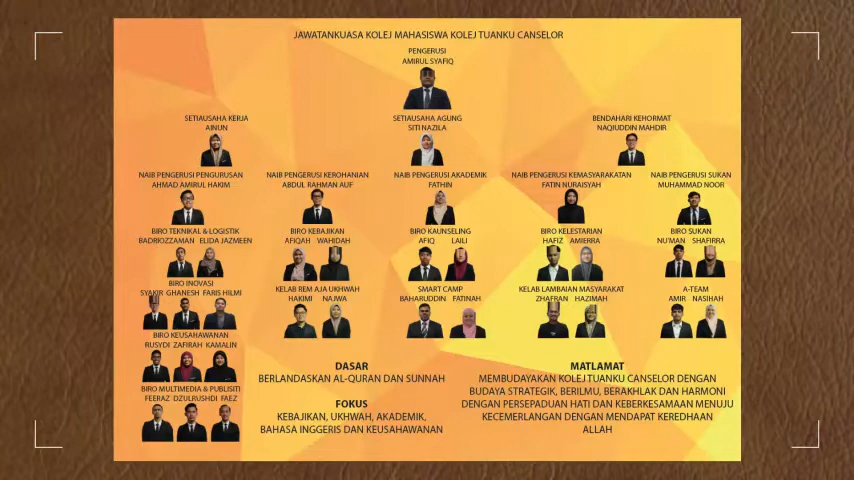 JAWATANKUASA KOLEJ MAHASISWA KOLEJ TUANKU CANSELOR
PENGERUSI
AMIRUL SYAFIQ
SETIAUSAHA KERJA
AINUN
SETIAUSAHA AGUNG
SITI NAZILA
BENDAHARI KEHORMAT
NAQIUDDIN MAHDIR
NAIB PENGERUSI PENGURUSAN
AHMAD AMIRUL HAKIM
NAIB PENGERUSI KEROHANIAN
ABDUL RAHMAN AUF
NAIB PENGERUSI AKADEMIK
FATHIN
NAIB PENGERUSI KEMASYARAKATAN
FATIN NURAISYAH
NAIB PENGERUSI SUKAN
MUHAMMAD NOOR
BIRO TEKNIKAL & LOGISTIK
BADRIOZZAMAN ELIDA JAZMEEN
BIRO KEBAJIKAN
AFIQAH WAHIDAH
BIRO KAUNSELING
AFIQ LAILI
BIRO KELESTARIAN
HAFIZ AMIERRA
BIRO SUKAN
NU'MAN SHAFIRRA
BIRO INOVASI
SYAKIR GHANESH FARIS HILMI
KELAB REMAJA UKHWAH
HAKIMI NAJWA
SMART CAMP
BAHARUDDIN FATINAH
KELAB LAMBAIAN MASYARAKAT
ZHAFRAN HAZIMAH
A-TEAM
AMIR NASIHAH
BIRO KEUSAHAWANAN
RUSYDI ZAFIRAH KAMALIN
BIRO MULTIMEDIA & PUBLISITI
FEERAZ DZULRUSHDI FAEZ
DASAR
BERLANDASKAN AL-QURAN DAN SUNNAH
FOKUS
KEBAJIKAN, UKHWAH, AKADEMIK,
BAHASA INGGERIS DAN KEUSAHAWANAN
MATLAMAT
MEMBUDAYAKAN KOLEJ TUANKU CANSELOR DENGAN
BUDAYA STRATEGIK, BERILMU, BERAKHLAK DAN HARMONI
DENGAN PERSEPADUAN HATI DAN KEBERKESAMAAN MENUJU
KECEMERLANGAN DENGAN MENDAPAT KEREDHAAN
ALLAH